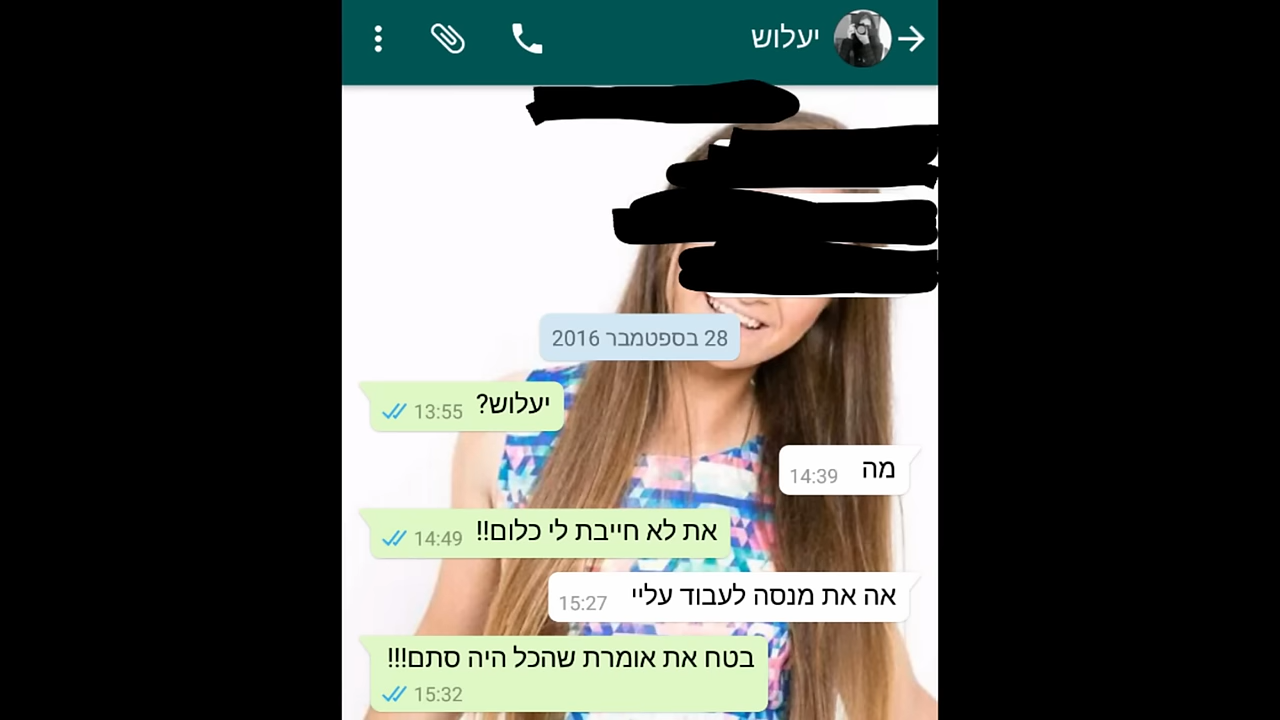 יעלוש
28 בספטמבר 2016
יעלוש?
13:55
מה
14:39
את לא חייבת לי כלום!!
14:49
אה את מנסה לעבוד עליי
15:27
בטח את אומרת שהכל היה סתם!!!
15:32